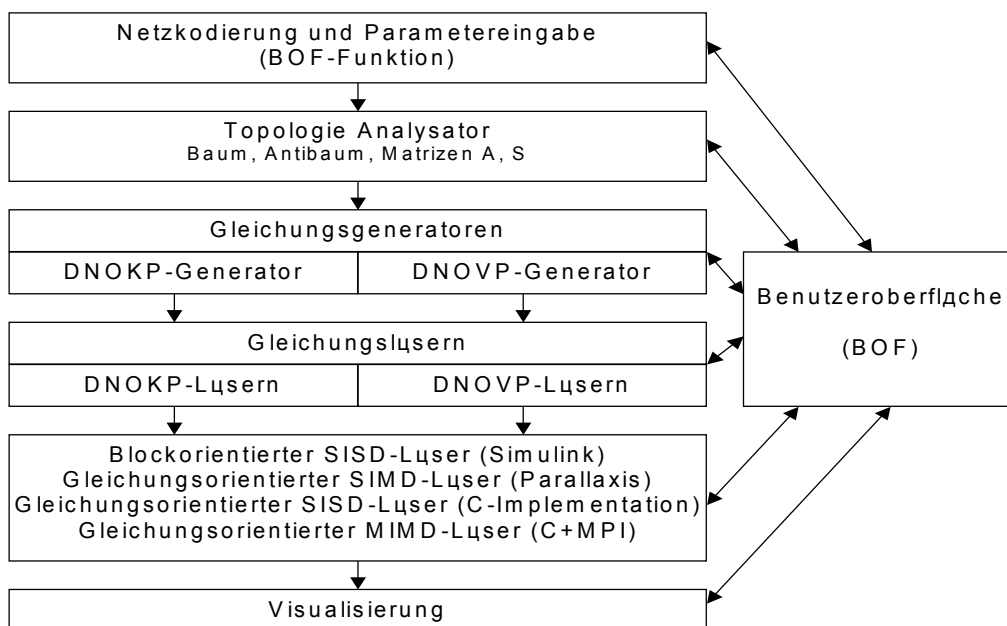 Netzkodierung und Parametereingabe
(BOF-Funktion)
Topologie Analysator
Baum, Antibaum, Matrizen A, S
Gleichungsgeneratoren
DNOKP-Generator
DNOVP-Generator
Gleichungslцsern
DNOKP-Lцsern
DNOVP-Lцsern
Blockorientierter SISD-Lцser (Simulink)
Gleichungsorientierter SIMD-Lцser (Parallaxis)
Gleichungsorientierter SISD-Lцser (C-Implementation)
Gleichungsorientierter MIMD-Lцser (C+MPI)
Visualisierung
Benutzeroberflдche
(BOF)